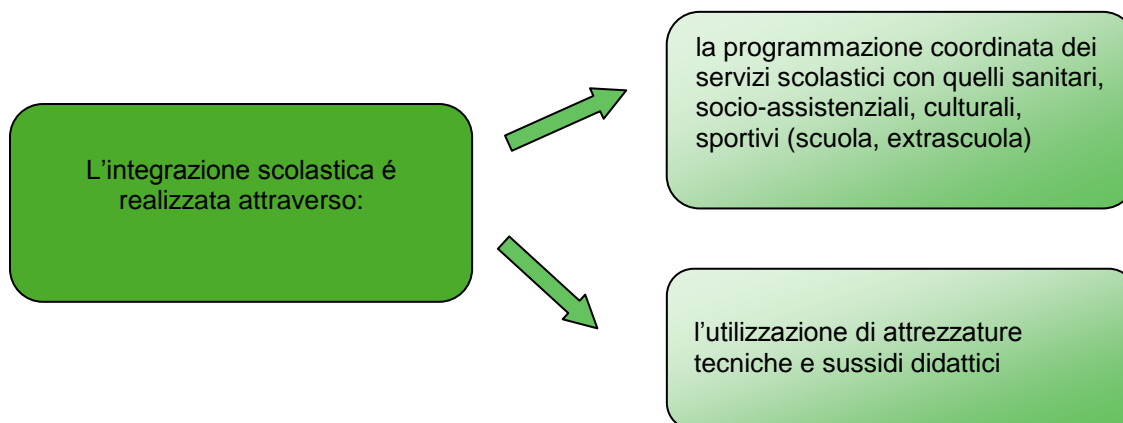 L'integrazione scolastica é
realizzata attraverso:
la programmazione coordinata dei
servizi scolastici con quelli sanitari,
socio-assistenziali, culturali,
sportivi (scuola, extrascuola)
l'utilizzazione di attrezzature
tecniche e sussidi didattici